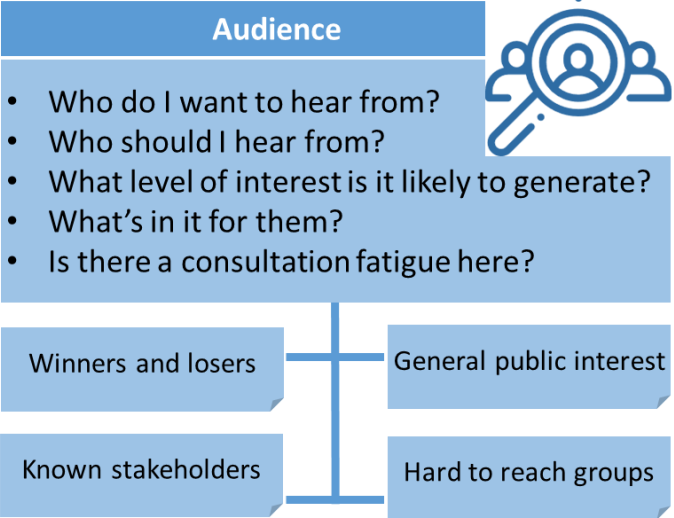 Audience
• Who do I want to hear from?
• Who should I hear from?
• What level of interest is it likely to generate?
• What’s in it for them?
• Is there a consultation fatigue here?
Winners and losers
General public interest
Known stakeholders
Hard to reach groups